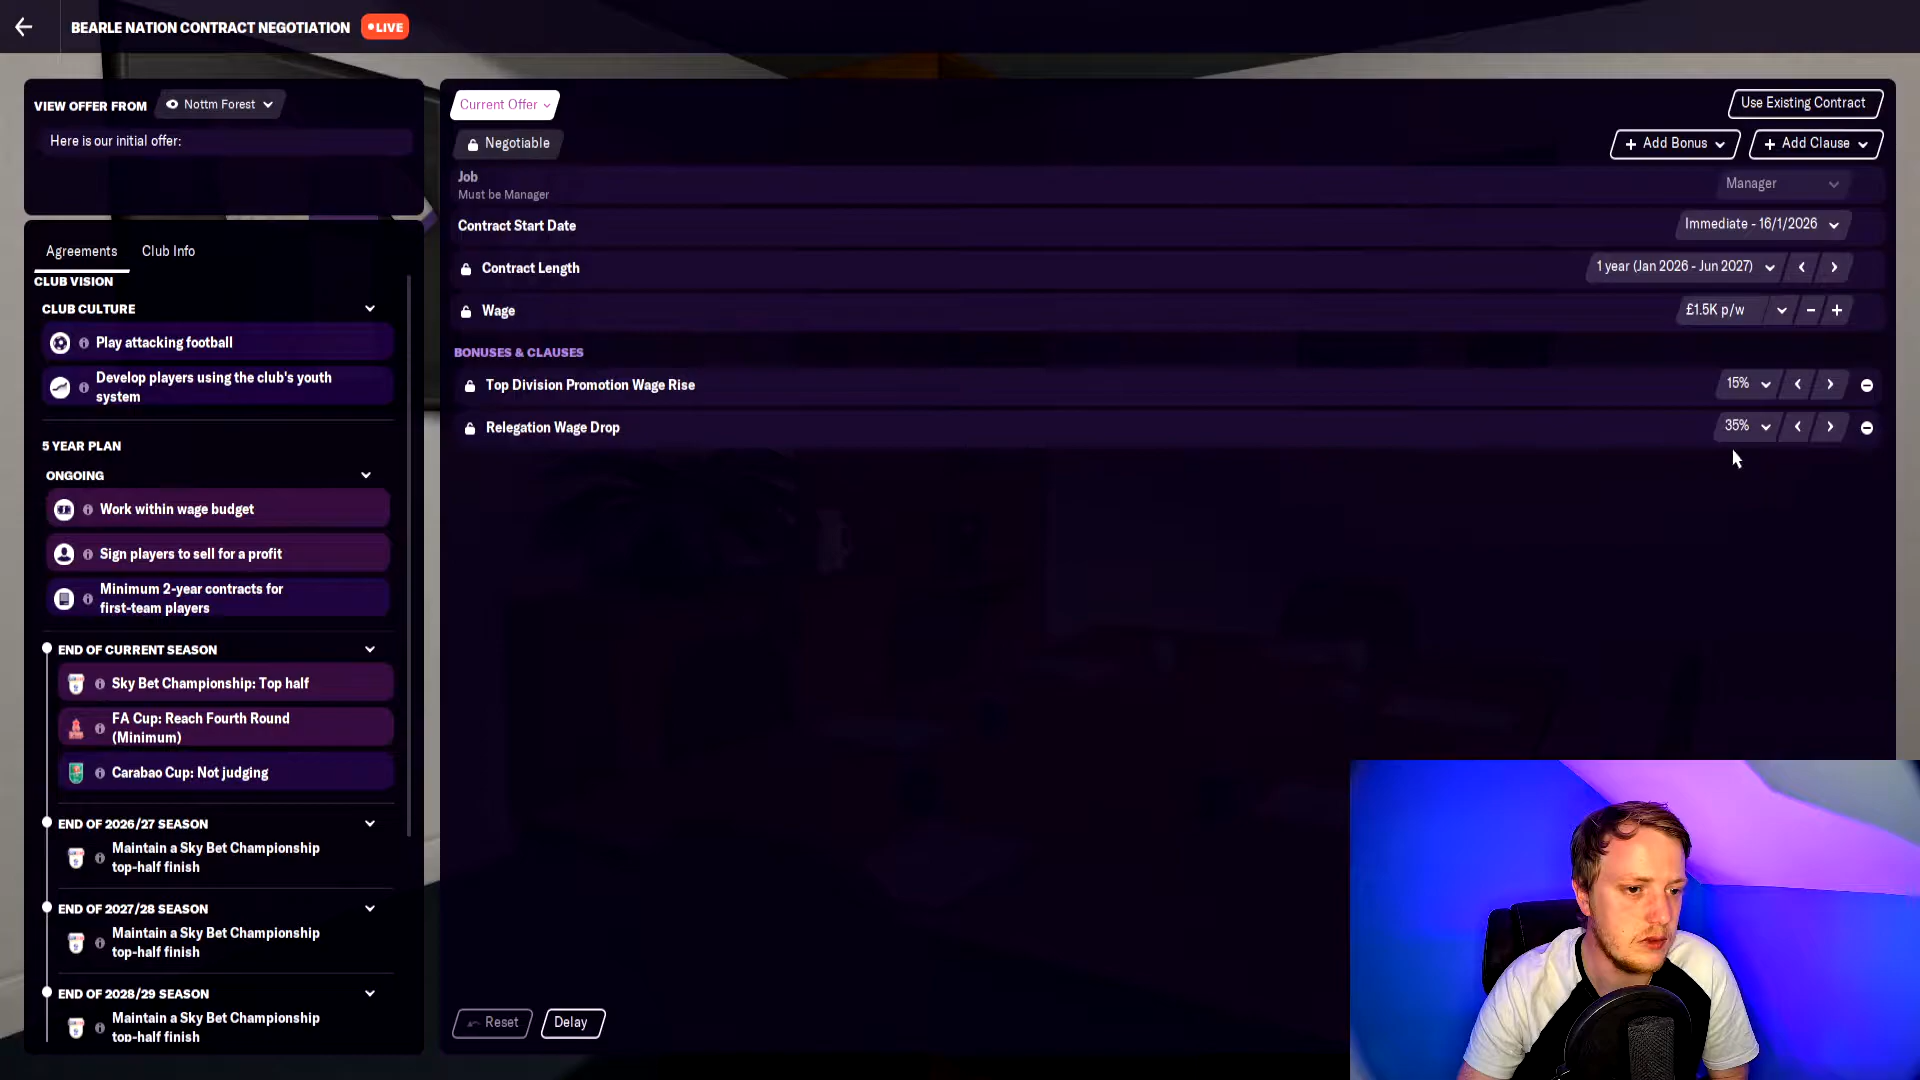 BEARLE NATION CONTRACT NEGOTIATION
LIVE
VIEW OFFER FROM
Nottm Forest
Here is our initial offer:
Agreements
Club Info
CLUB VISION
CLUB CULTURE
Play attacking football
Develop players using the club's youth
system
5 YEAR PLAN
ONGOING
Work within wage budget
Sign players to sell for a profit
Minimum 2-year contracts for
first-team players
END OF CURRENT SEASON
Sky Bet Championship: Top half
FA Cup: Reach Fourth Round
(Minimum)
Carabao Cup: Not judging
END OF 2026/27 SEASON
Maintain a Sky Bet Championship
top-half finish
END OF 2027/28 SEASON
Maintain a Sky Bet Championship
top-half finish
END OF 2028/29 SEASON
Maintain a Sky Bet Championship
top-half finish
Current Offer
Use Existing Contract
Negotiable
+ Add Bonus
+ Add Clause
Job
Must be Manager
Manager
Contract Start Date
Immediate - 16/1/2026
Contract Length
1 year (Jan 2026 - Jun 2027)
Wage
£1.5K p/w
BONUSES & CLAUSES
Top Division Promotion Wage Rise
15%
Relegation Wage Drop
35%
Reset
Delay